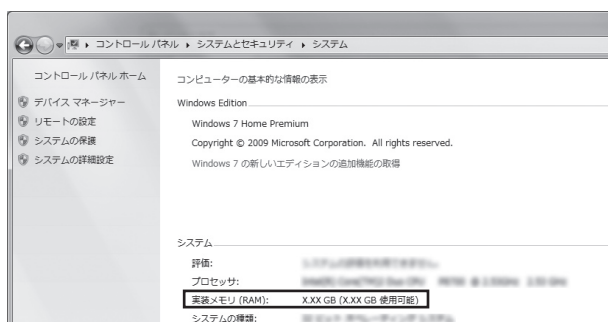 コントロール パネル ▸ システムとセキュリティ ▸ システム
コントロール パネル ホーム
デバイス マネージャー
リモートの設定
システムの保護
システムの詳細設定
コンピューターの基本的な情報の表示
Windows Edition
Windows 7 Home Premium
Copyright © 2009 Microsoft Corporation. All rights reserved.
Windows 7 の新しいエディションの追加機能の取得
システム
評価:
プロセッサ:
実装メモリ (RAM): X.XX GB (X.XX GB 使用可能)
システムの種類: